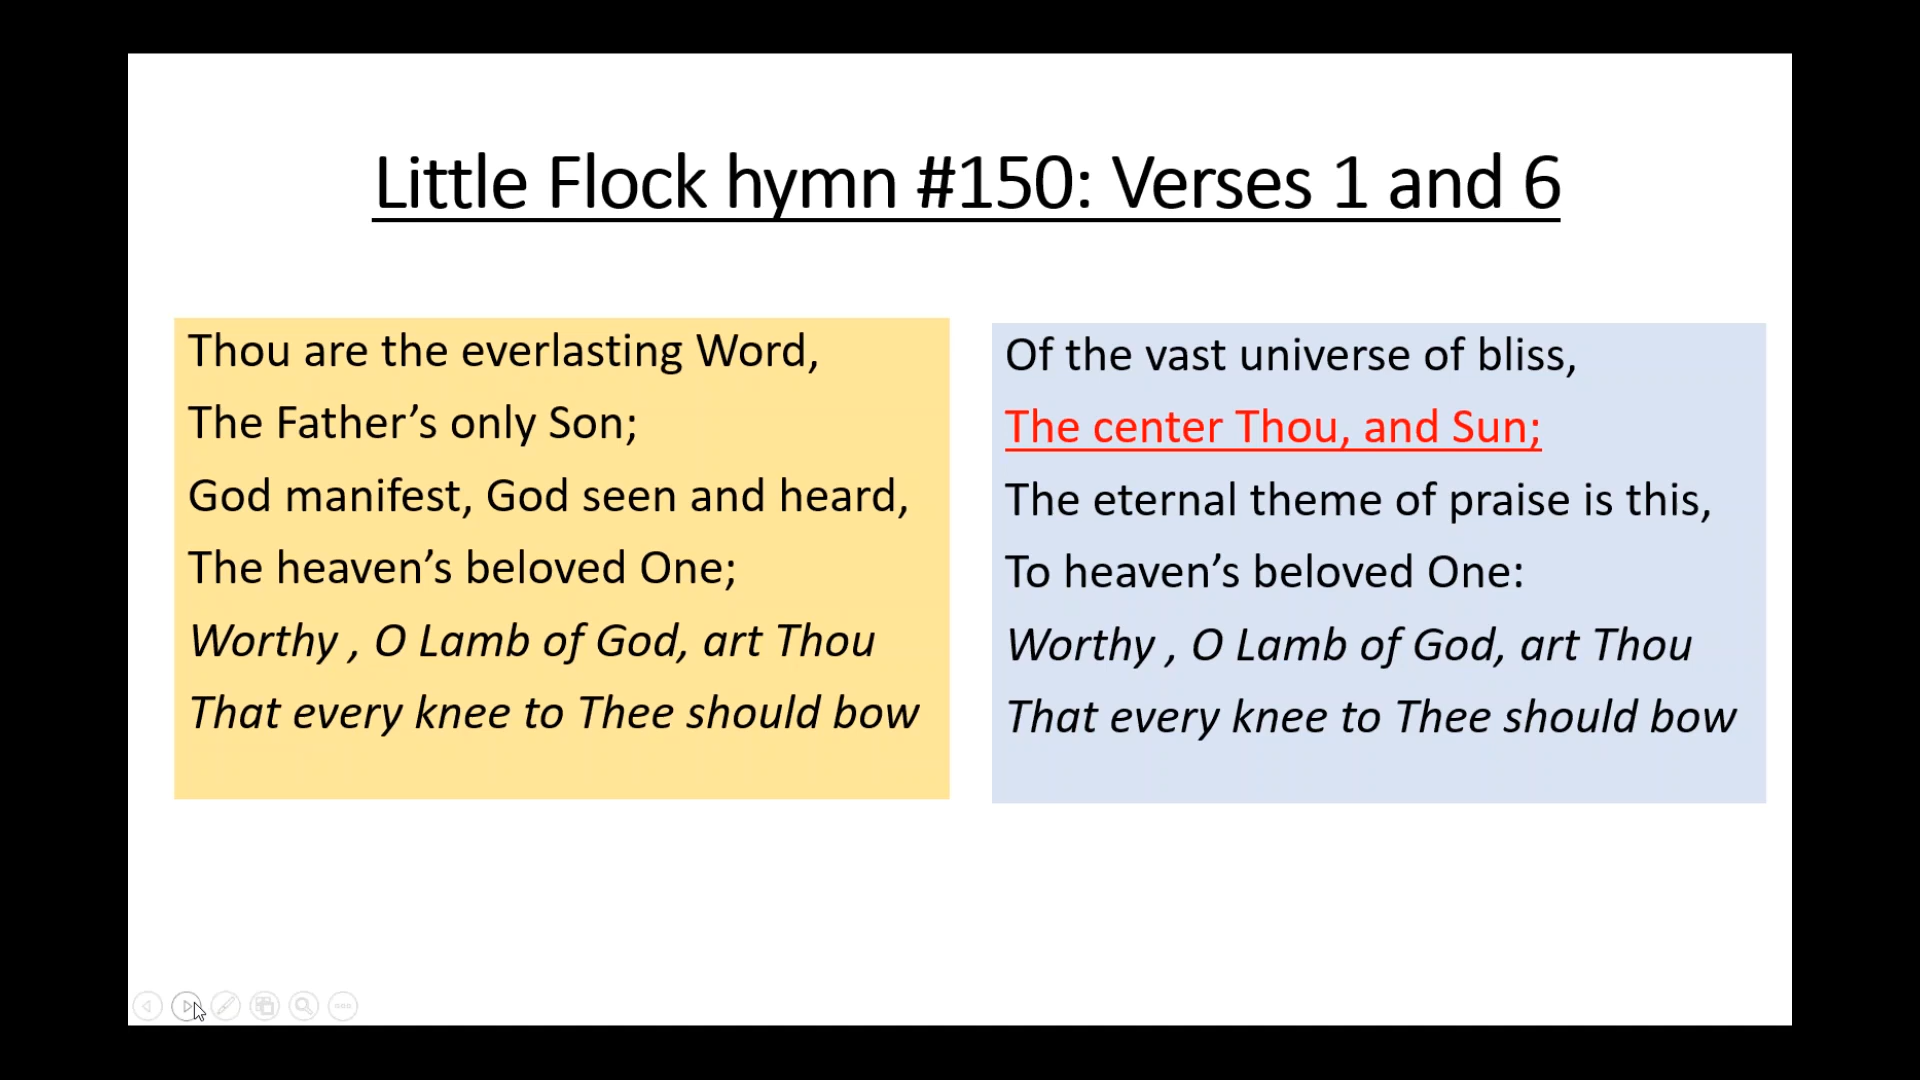 Little Flock hymn #150: Verses 1 and 6
Thou are the everlasting Word,
The Father’s only Son;
God manifest, God seen and heard,
The heaven’s beloved One;
Worthy , O Lamb of God, art Thou
That every knee to Thee should bow
Of the vast universe of bliss,
The center Thou, and Sun;
The eternal theme of praise is this,
To heaven’s beloved One:
Worthy , O Lamb of God, art Thou
That every knee to Thee should bow